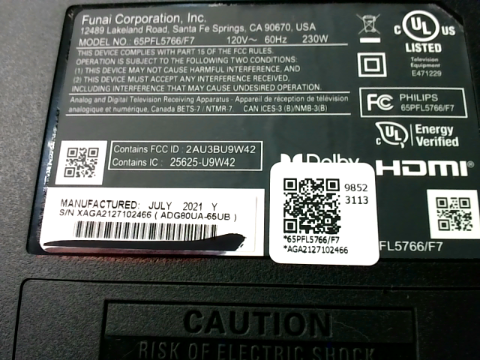 Funai Corporation, Inc.
12489 Lakeland Road, Santa Fe Springs, CA 90670, USA
MODEL NO : 65PFL5766/F7 120V~ 60Hz 230W
THIS DEVICE COMPLIES WITH PART 15 OF THE FCC RULES.
OPERATION IS SUBJECT TO THE FOLLOWING TWO CONDITIONS:
(1) THIS DEVICE MAY NOT CAUSE HARMFUL INTERFERENCE, AND
(2) THIS DEVICE MUST ACCEPT ANY INTERFERENCE RECEIVED,
INCLUDING INTERFERENCE THAT MAY CAUSE UNDESIRED OPERATION.
Analog and Digital Television Receiving Apparatus - Appareil de réception de télévision
analogique et numérique, Canada BETS-7 / NTMR-7. CAN ICES-3 (B)/NMB-3(B)
c UL US
LISTED
Television
Equipment
E471229
FC PHILIPS
65PFL5766/F7
c UL Energy
Verified
Contains FCC ID : 2AU3BU9W42
Contains IC : 25625-U9W42
Dolby
HDMI
MANUFACTURED: JULY 2021 Y
S/N XAGA2127102466 ( ADG80UA-65UB )
9852
3113
*65PFL5766/F7
*AGA2127102466
FL5766/F7
CAUTION
RISK OF ELECTRIC SHOCK